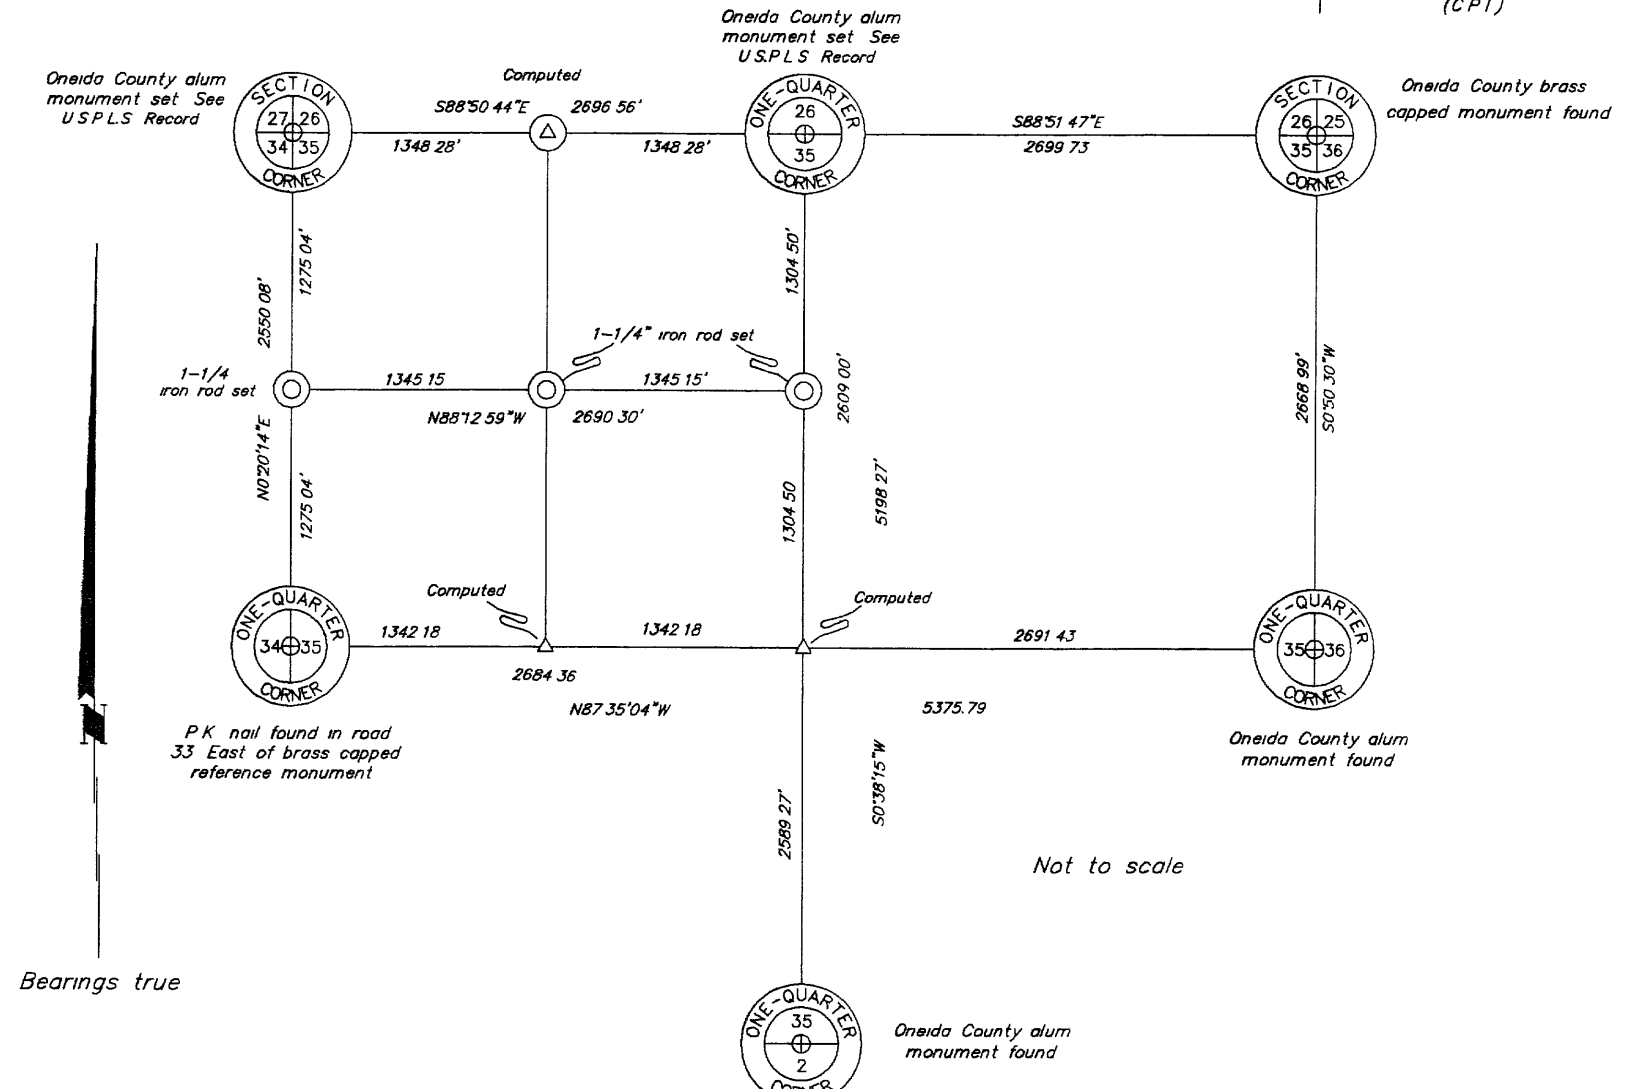 (CPT)
Oneida County alum
monument set See
U.S.P.L.S Record
Oneida County alum
monument set See
U S P L.S Record
Computed
S88°50 44"E 2696 56'
1348 28'
1348 28'
SECTION
27 26
34 35
CORNER
ONE-QUARTER
26
35
CORNER
S88°51 47"E
2699 73
SECTION
26 25
35 36
CORNER
Oneida County brass
capped monument found
1275 04'
2550 08'
1304 50'
1-1/4" iron rod set
1-1/4
iron rod set
1345 15
1345 15'
N88°12 59"W 2690 30'
2609 00'
2668 99'
S0°50 30"W
N0°20'14"E
1275 04'
1304 50
5198 27'
Computed
Computed
ONE-QUARTER
34 35
CORNER
1342 18
1342 18
2691 43
ONE-QUARTER
35 36
CORNER
2684 36
N87 35'04"W
5375.79
P K nail found in road
33 East of brass capped
reference monument
Oneida County alum
monument found
N
2589 27'
S0°38'15"W
Not to scale
Bearings true
ONE-QUARTER
35
2
CORNER
Oneida County alum
monument found